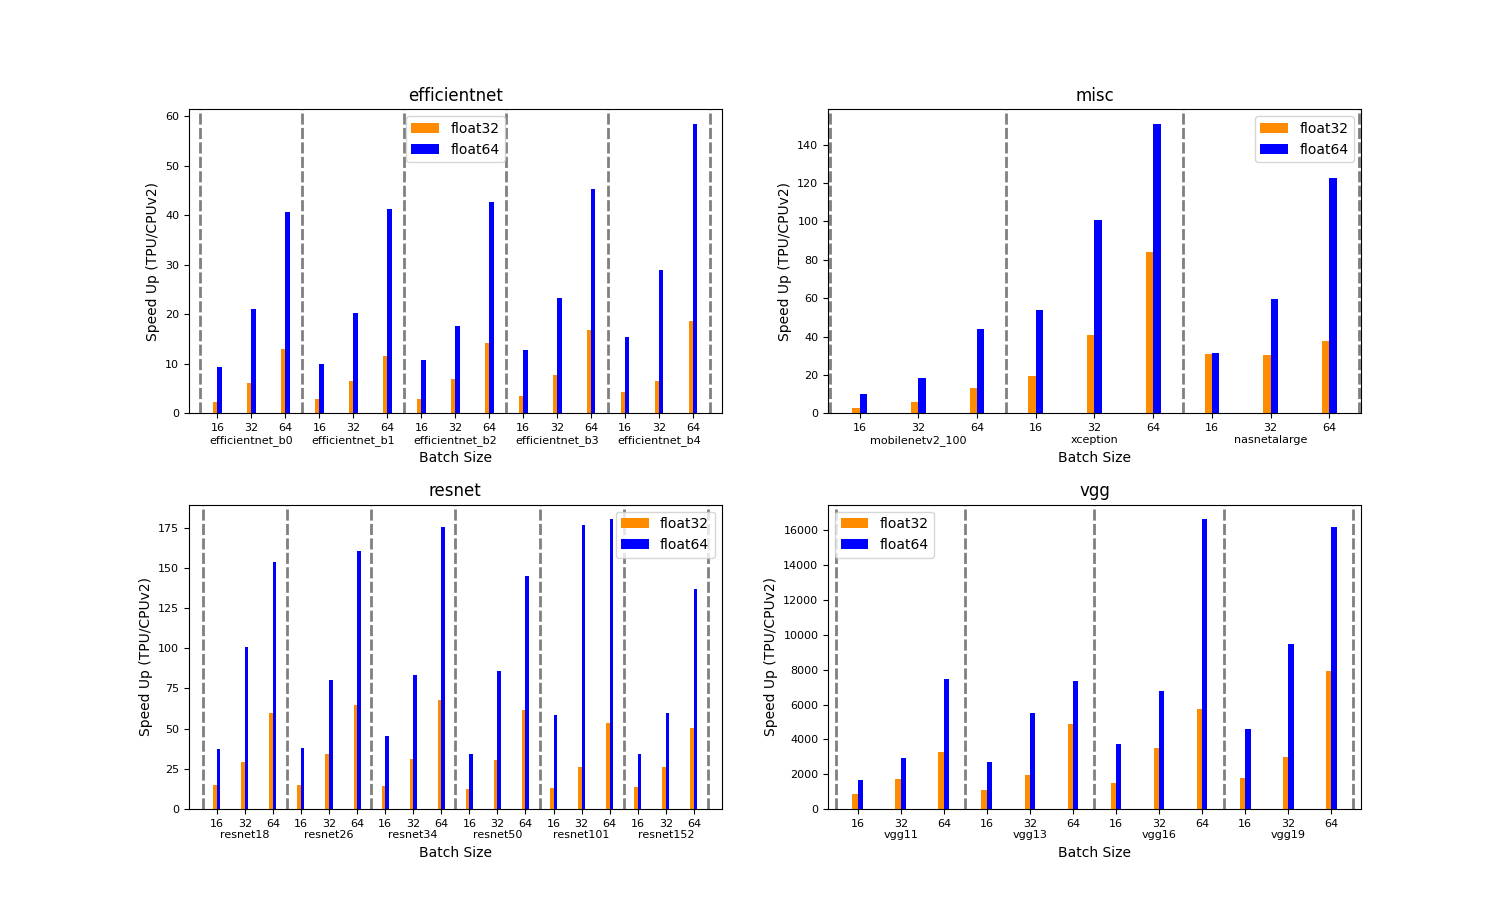 efficientnet
60
50
40
30
20
10
0
Speed Up (TPU/CPUv2)
float32
float64
16 32 64 16 32 64 16 32 64 16 32 64 16 32 64
efficientnet_b0 efficientnet_b1 efficientnet_b2 efficientnet_b3 efficientnet_b4
Batch Size
misc
140
120
100
80
60
40
20
0
Speed Up (TPU/CPUv2)
float32
float64
16 32 64 16 32 64 16 32 64
mobilenetv2_100 xception nasnetalarge
Batch Size
resnet
175
150
125
100
75
50
25
0
Speed Up (TPU/CPUv2)
float32
float64
16 32 64 16 32 64 16 32 64 16 32 64 16 32 64 16 32 64
resnet18 resnet26 resnet34 resnet50 resnet101 resnet152
Batch Size
vgg
16000
14000
12000
10000
8000
6000
4000
2000
0
Speed Up (TPU/CPUv2)
float32
float64
16 32 64 16 32 64 16 32 64 16 32 64
vgg11 vgg13 vgg16 vgg19
Batch Size